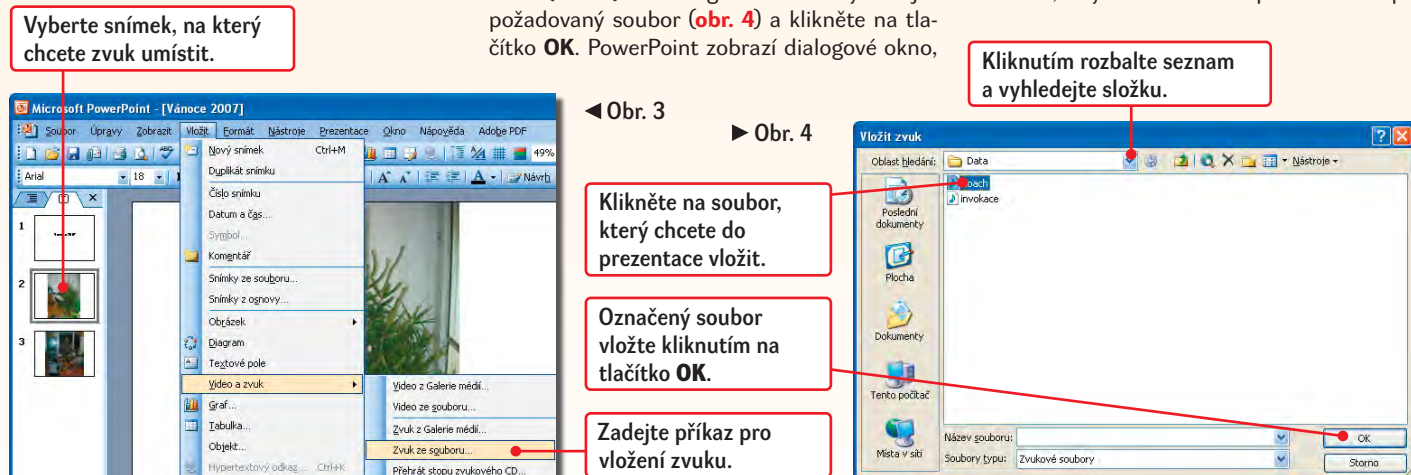 požadovaný soubor (obr. 4) a klikněte na tla-
čítko OK. PowerPoint zobrazí dialogové okno,
Vyberte snímek, na který
chcete zvuk umístit.
Kliknutím rozbalte seznam
a vyhledejte složku.
◄ Obr. 3
► Obr. 4
Microsoft PowerPoint - [Vánoce 2007]
Soubor Úpravy Zobrazit Vložit Formát Nástroje Prezentace Okno Nápověda Adobe PDF
49%
Arial 18 Návrh
1
2
3
Nový snímek Ctrl+M
Duplikát snímku
Číslo snímku
Datum a čas...
Symbol...
Komentář
Snímky ze souboru...
Snímky z osnovy...
Obrázek
Diagram
Textové pole
Video a zvuk
Graf...
Tabulka...
Objekt...
Hypertextový odkaz... Ctrl+K
Video z Galerie médií...
Video ze souboru...
Zvuk z Galerie médií...
Zvuk ze souboru...
Přehrát stopu zvukového CD...
Klikněte na soubor,
který chcete do
prezentace vložit.
Označený soubor
vložte kliknutím na
tlačítko OK.
Zadejte příkaz pro
vložení zvuku.
Vložit zvuk
Oblast hledání: Data Nástroje
invokace
Poslední
dokumenty
Plocha
Dokumenty
Tento počítač
Místa v síti
Název souboru: OK
Soubory typu: Zvukové soubory Storno